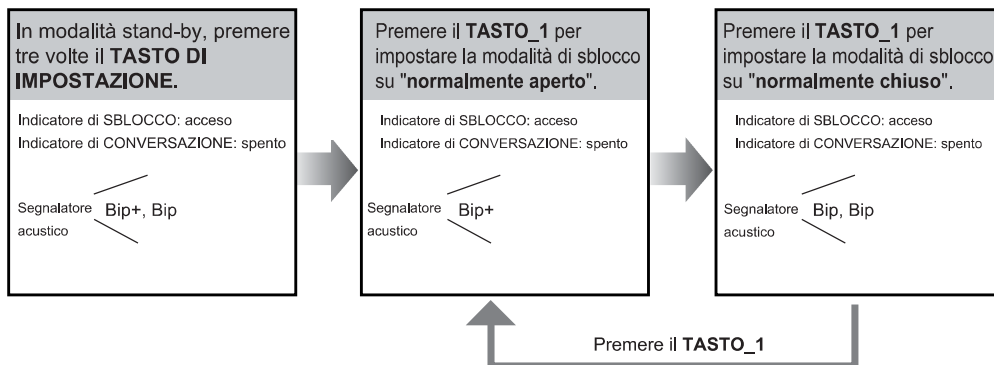 In modalità stand-by, premere
tre volte il TASTO DI
IMPOSTAZIONE.
Indicatore di SBLOCCO: acceso
Indicatore di CONVERSAZIONE: spento
Segnalatore
acustico
Bip+, Bip
Premere il TASTO_1 per
impostare la modalità di sblocco
su "normalmente aperto".
Indicatore di SBLOCCO: acceso
Indicatore di CONVERSAZIONE: spento
Segnalatore
acustico
Bip+
Premere il TASTO_1 per
impostare la modalità di sblocco
su "normalmente chiuso".
Indicatore di SBLOCCO: acceso
Indicatore di CONVERSAZIONE: spento
Segnalatore
acustico
Bip, Bip
Premere il TASTO_1